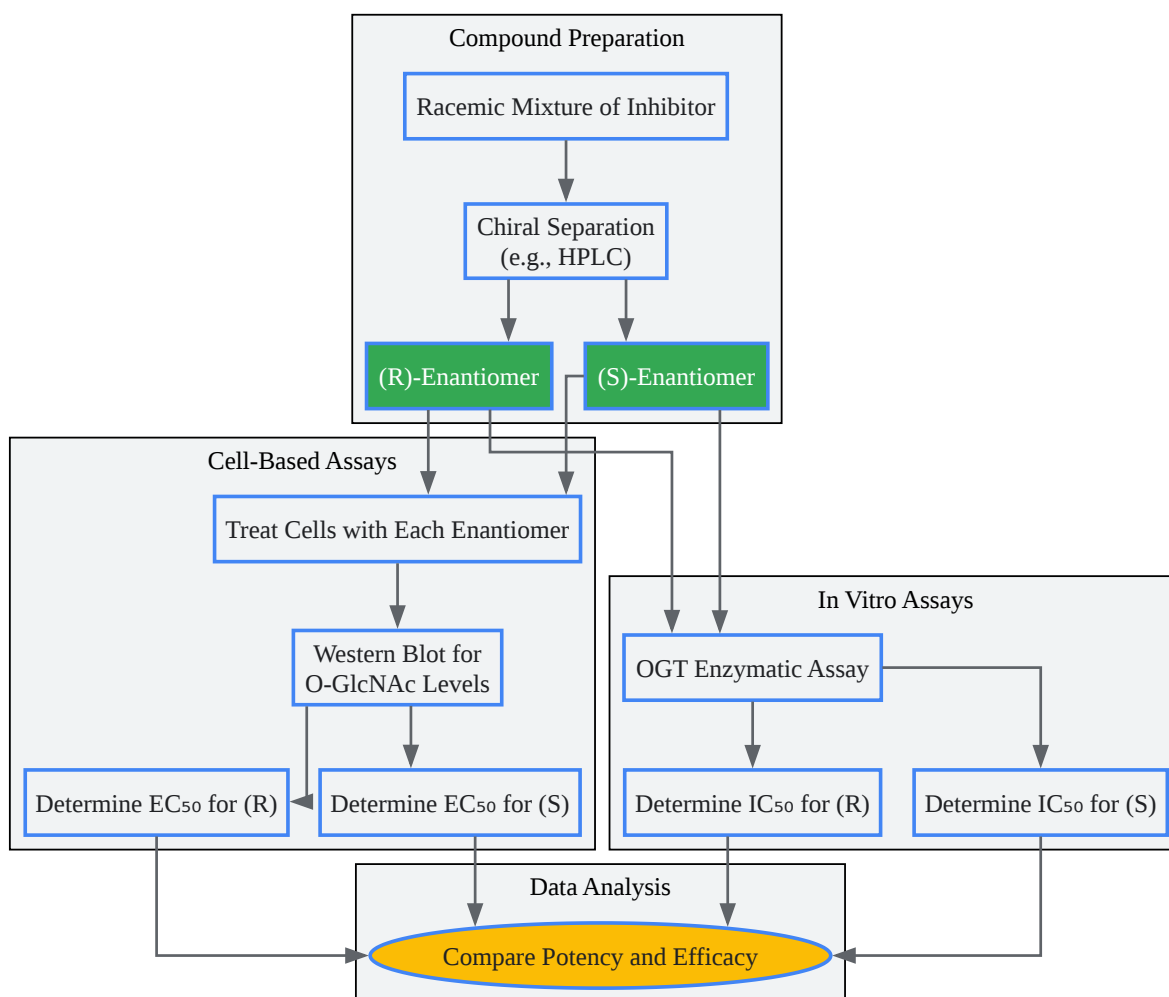 Compound Preparation
Racemic Mixture of Inhibitor
Chiral Separation
(e.g., HPLC)
(R)-Enantiomer
(S)-Enantiomer
Cell-Based Assays
Treat Cells with Each Enantiomer
Western Blot for
O-GlcNAc Levels
Determine EC₅₀ for (R)
Determine EC₅₀ for (S)
In Vitro Assays
OGT Enzymatic Assay
Determine IC₅₀ for (R)
Determine IC₅₀ for (S)
Data Analysis
Compare Potency and Efficacy